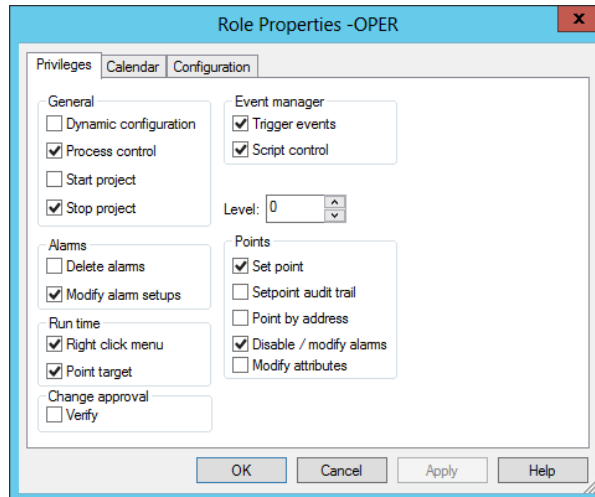 Role Properties -OPER
x
Privileges
Calendar
Configuration
General
Dynamic configuration
Process control
Start project
Stop project
Event manager
Trigger events
Script control
Level: 0
Alarms
Delete alarms
Modify alarm setups
Points
Set point
Setpoint audit trail
Point by address
Disable / modify alarms
Modify attributes
Run time
Right click menu
Point target
Change approval
Verify
OK
Cancel
Apply
Help